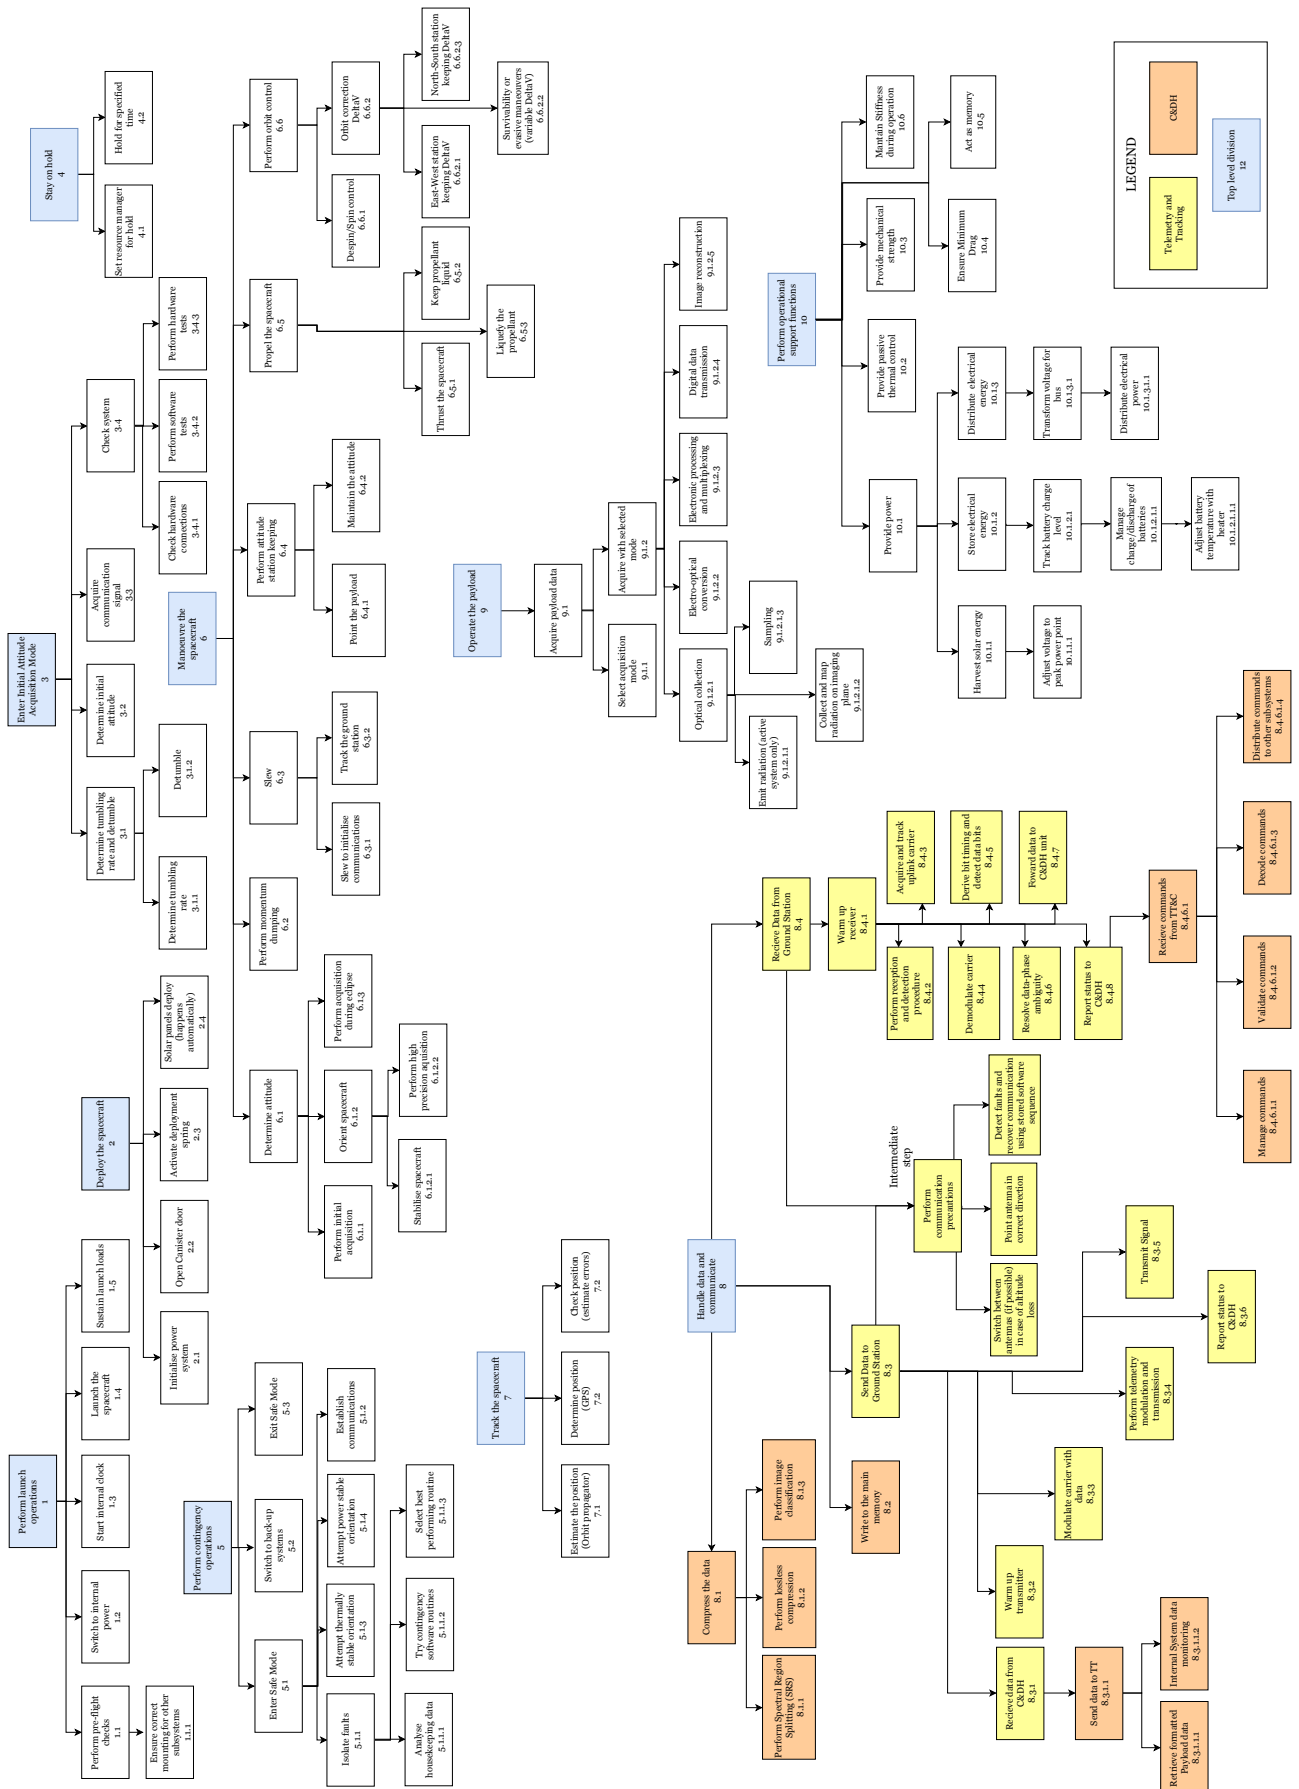 Perform launch
operations
1
Perform pre-flight
checks
1.1
Ensure correct
mounting for other
subsystems
1.1.1
Switch to internal
power
1.2
Start internal clock
1.3
Launch the
spacecraft
1.4
Sustain launch loads
1.5
Deploy the spacecraft
2
Initialise power
system
2.1
Open Canister door
2.2
Activate deployment
spring
2.3
Solar panels deploy
(happens
automatically)
2.4
Enter Initial Attitude
Acquisition Mode
3
Determine tumbling
rate and detumble
3.1
Determine tumbling
rate
3.1.1
Detumble
3.1.2
Determine initial
attitude
3.2
Acquire
communication
signal
3.3
Check system
3.4
Check hardware
connections
3.4.1
Perform software
tests
3.4.2
Perform hardware
tests
3.4.3
Stay on hold
4
Set resource manager
for hold
4.1
Hold for specified
time
4.2
Perform contingency
operations
5
Enter Safe Mode
5.1
Switch to back-up
systems
5.2
Exit Safe Mode
5.3
Isolate faults
5.1.1
Attempt thermally
stable orientation
5.1.3
Attempt power stable
orientation
5.1.4
Establish
communications
5.1.2
Analyse
housekeeping data
5.1.1.1
Try contingency
software routines
5.1.1.2
Select best
performing routine
5.1.1.3
Manoeuvre the
spacecraft
6
Determine attitude
6.1
Perform initial
acquisition
6.1.1
Orient spacecraft
6.1.2
Perform acquisition
during eclipse
6.1.3
Stabilise spacecraft
6.1.2.1
Perform high
precision aquisition
6.1.2.2
Perform momentum
dumping
6.2
Slew
6.3
Slew to initialise
communications
6.3.1
Track the ground
station
6.3.2
Perform attitude
station keeping
6.4
Point the payload
6.4.1
Maintain the attitude
6.4.2
Propel the spacecraft
6.5
Thrust the spacecraft
6.5.1
Keep propellant
liquid
6.5.2
Liquefy the
propellant
6.5.3
Perform orbit control
6.6
Despin/Spin control
6.6.1
Orbit correction
DeltaV
6.6.2
East-West station
keeping DeltaV
6.6.2.1
North-South station
keeping DeltaV
6.6.2.3
Survivability or
evasive maneouvers
(variable DeltaV)
6.6.2.2
Track the spacecraft
7
Estimate the position
(Orbit propagator)
7.1
Determine position
(GPS)
7.2
Check position
(estimate errors)
7.2
Handle data and
communicate
8
Compress the data
8.1
Perform Spectral Region
Splitting (SRS)
8.1.1
Perform lossless
compression
8.1.2
Perform image
classification
8.1.3
Write to the main
memory
8.2
Send Data to
Ground Station
8.3
Recieve data from
C&DH
8.3.1
Send data to TT
8.3.1.1
Retrieve formatted
Payload data
8.3.1.1.1
Internal System data
monitoring
8.3.1.1.2
Warm up
transmitter
8.3.2
Modulate carrier with
data
8.3.3
Perform telemetry
modulation and
transmission
8.3.4
Transmit Signal
8.3.5
Report status to
C&DH
8.3.6
Intermediate
step
Perform
communication
precautions
Switch between
antennas (if possible)
in case of altitude
loss
Point antenna in
correct direction
Detect faults and
recover communication
using stored software
sequence
Recieve Data from
Ground Station
8.4
Warm up
receiver
8.4.1
Perform reception
and detection
procedure
8.4.2
Acquire and track
uplink carrier
8.4.3
Demodulate carrier
8.4.4
Derive bit timing and
detect data bits
8.4.5
Resolve data-phase
ambiguity
8.4.6
Foward data to
C&DH unit
8.4.7
Report status to
C&DH
8.4.8
Recieve commands
from TT&C
8.4.6.1
Manage commands
8.4.6.1.1
Validate commands
8.4.6.1.2
Decode commands
8.4.6.1.3
Distribute commands
to other subsystems
8.4.6.1.4
Operate the payload
9
Acquire payload data
9.1
Select acquisition
mode
9.1.1
Acquire with selected
mode
9.1.2
Optical collection
9.1.2.1
Electro-optical
conversion
9.1.2.2
Electronic processing
and multiplexing
9.1.2.3
Digital data
transmission
9.1.2.4
Image reconstruction
9.1.2.5
Emit radiation (active
system only)
9.1.2.1.1
Collect and map
radiation on imaging
plane
9.1.2.1.2
Sampling
9.1.2.1.3
Perform operational
support functions
10
Provide power
10.1
Provide passive
thermal control
10.2
Provide mechanical
strength
10.3
Mantain Stiffness
during operation
10.6
Ensure Minimum
Drag
10.4
Act as memory
10.5
Harvest solar energy
10.1.1
Adjust voltage to
peak power point
10.1.1.1
Store electrical
energy
10.1.2
Track battery charge
level
10.1.2.1
Manage
charge/discharge of
batteries
10.1.2.1.1
Adjust battery
temperature with
heater
10.1.2.1.1.1
Distribute electrical
energy
10.1.3
Transform voltage for
bus
10.1.3.1
Distribute electrical
power
10.1.3.1.1
LEGEND
Telemetry and
Tracking
C&DH
Top level division
12